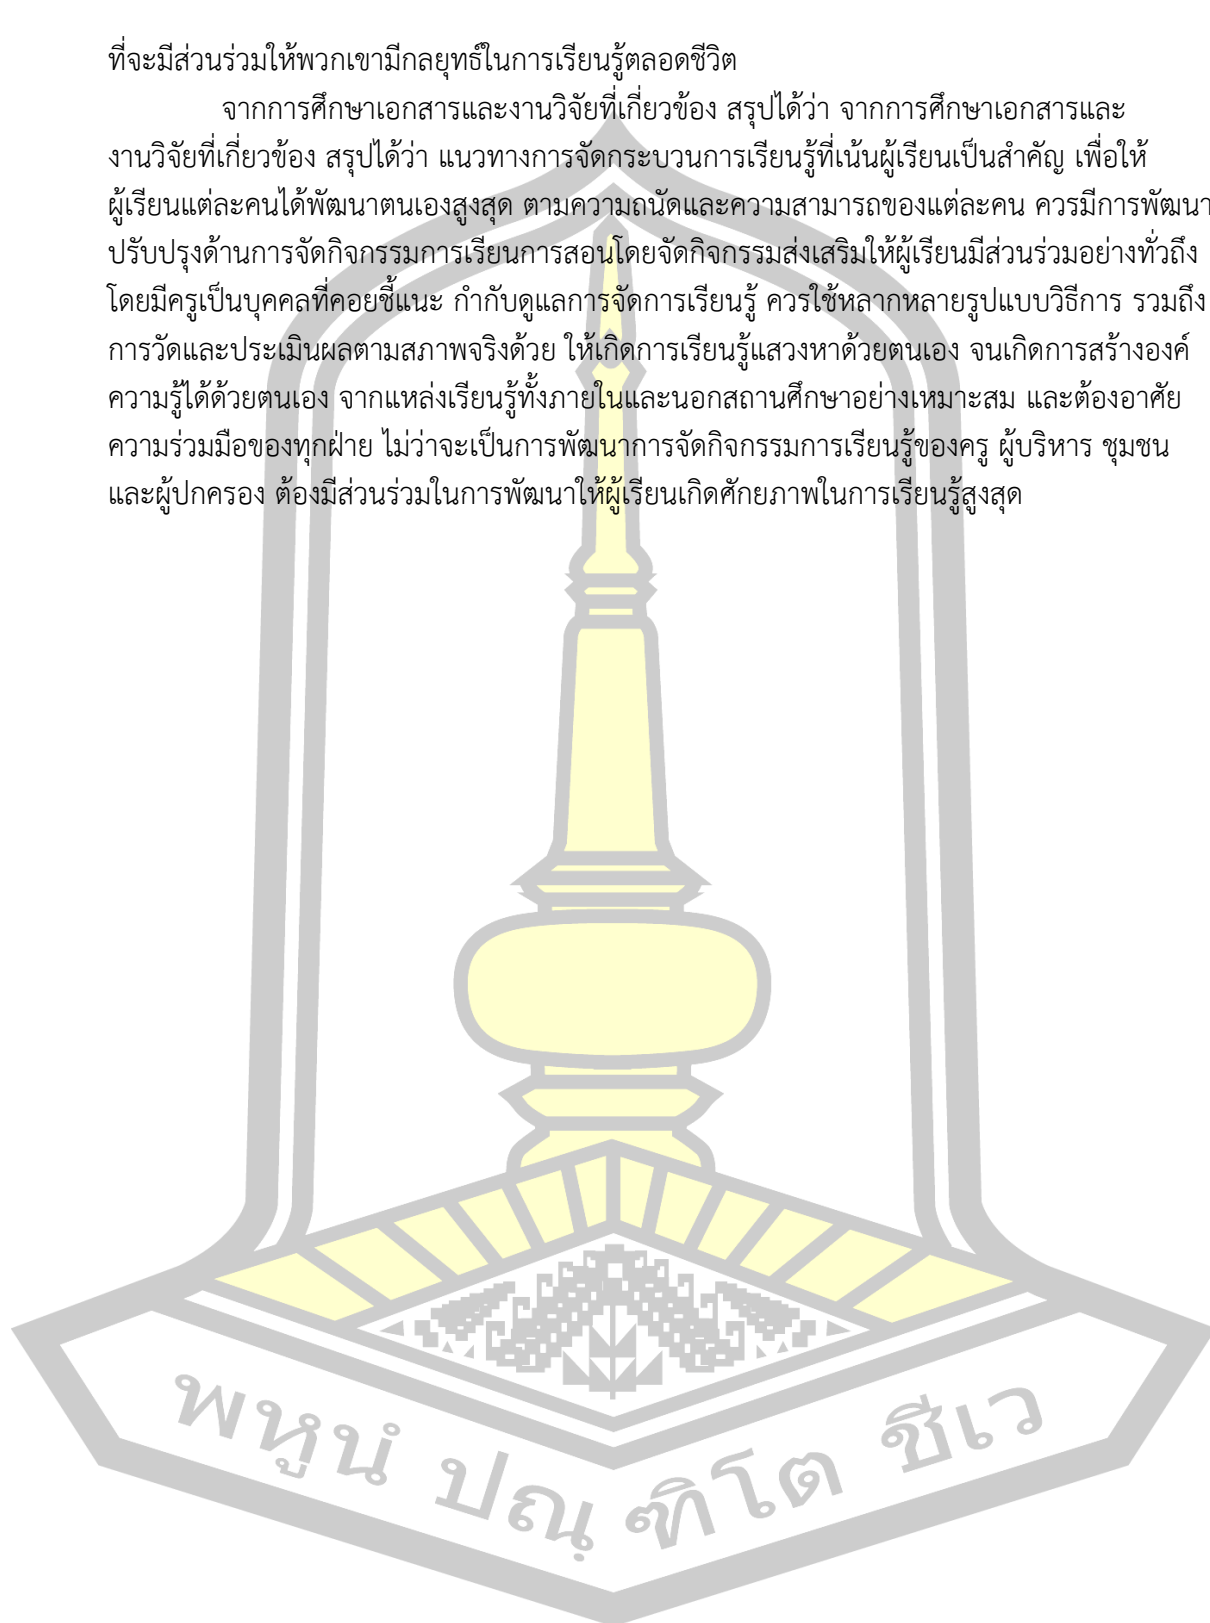 ที่จะมีส่วนร่วมให้พวกเขามีกลยุทธ์ในการเรียนรู้ตลอดชีวิต
จากการศึกษาเอกสารและงานวิจัยที่เกี่ยวข้อง สรุปได้ว่า จากการศึกษาเอกสารและ
งานวิจัยที่เกี่ยวข้อง สรุปได้ว่า แนวทางการจัดกระบวนการเรียนรู้ที่เน้นผู้เรียนเป็นสำคัญ เพื่อให้
ผู้เรียนแต่ละคนได้พัฒนาตนเองสูงสุด ตามความถนัดและความสามารถของแต่ละคน ควรมีการพัฒนา
ปรับปรุงด้านการจัดกิจกรรมการเรียนการสอนโดยจัดกิจกรรมส่งเสริมให้ผู้เรียนมีส่วนร่วมอย่างทั่วถึง
โดยมีครูเป็นบุคคลที่คอยชี้แนะ กำกับดูแลการจัดการเรียนรู้ ควรใช้หลากหลายรูปแบบวิธีการ รวมถึง
การวัดและประเมินผลตามสภาพจริงด้วย ให้เกิดการเรียนรู้แสวงหาด้วยตนเอง จนเกิดการสร้างองค์
ความรู้ได้ด้วยตนเอง จากแหล่งเรียนรู้ทั้งภายในและนอกสถานศึกษาอย่างเหมาะสม และต้องอาศัย
ความร่วมมือของทุกฝ่าย ไม่ว่าจะเป็นการพัฒนาการจัดกิจกรรมการเรียนรู้ของครู ผู้บริหาร ชุมชน
และผู้ปกครอง ต้องมีส่วนร่วมในการพัฒนาให้ผู้เรียนเกิดศักยภาพในการเรียนรู้สูงสุด
พหูนํ ปณฺ ฑิโต ชีเว